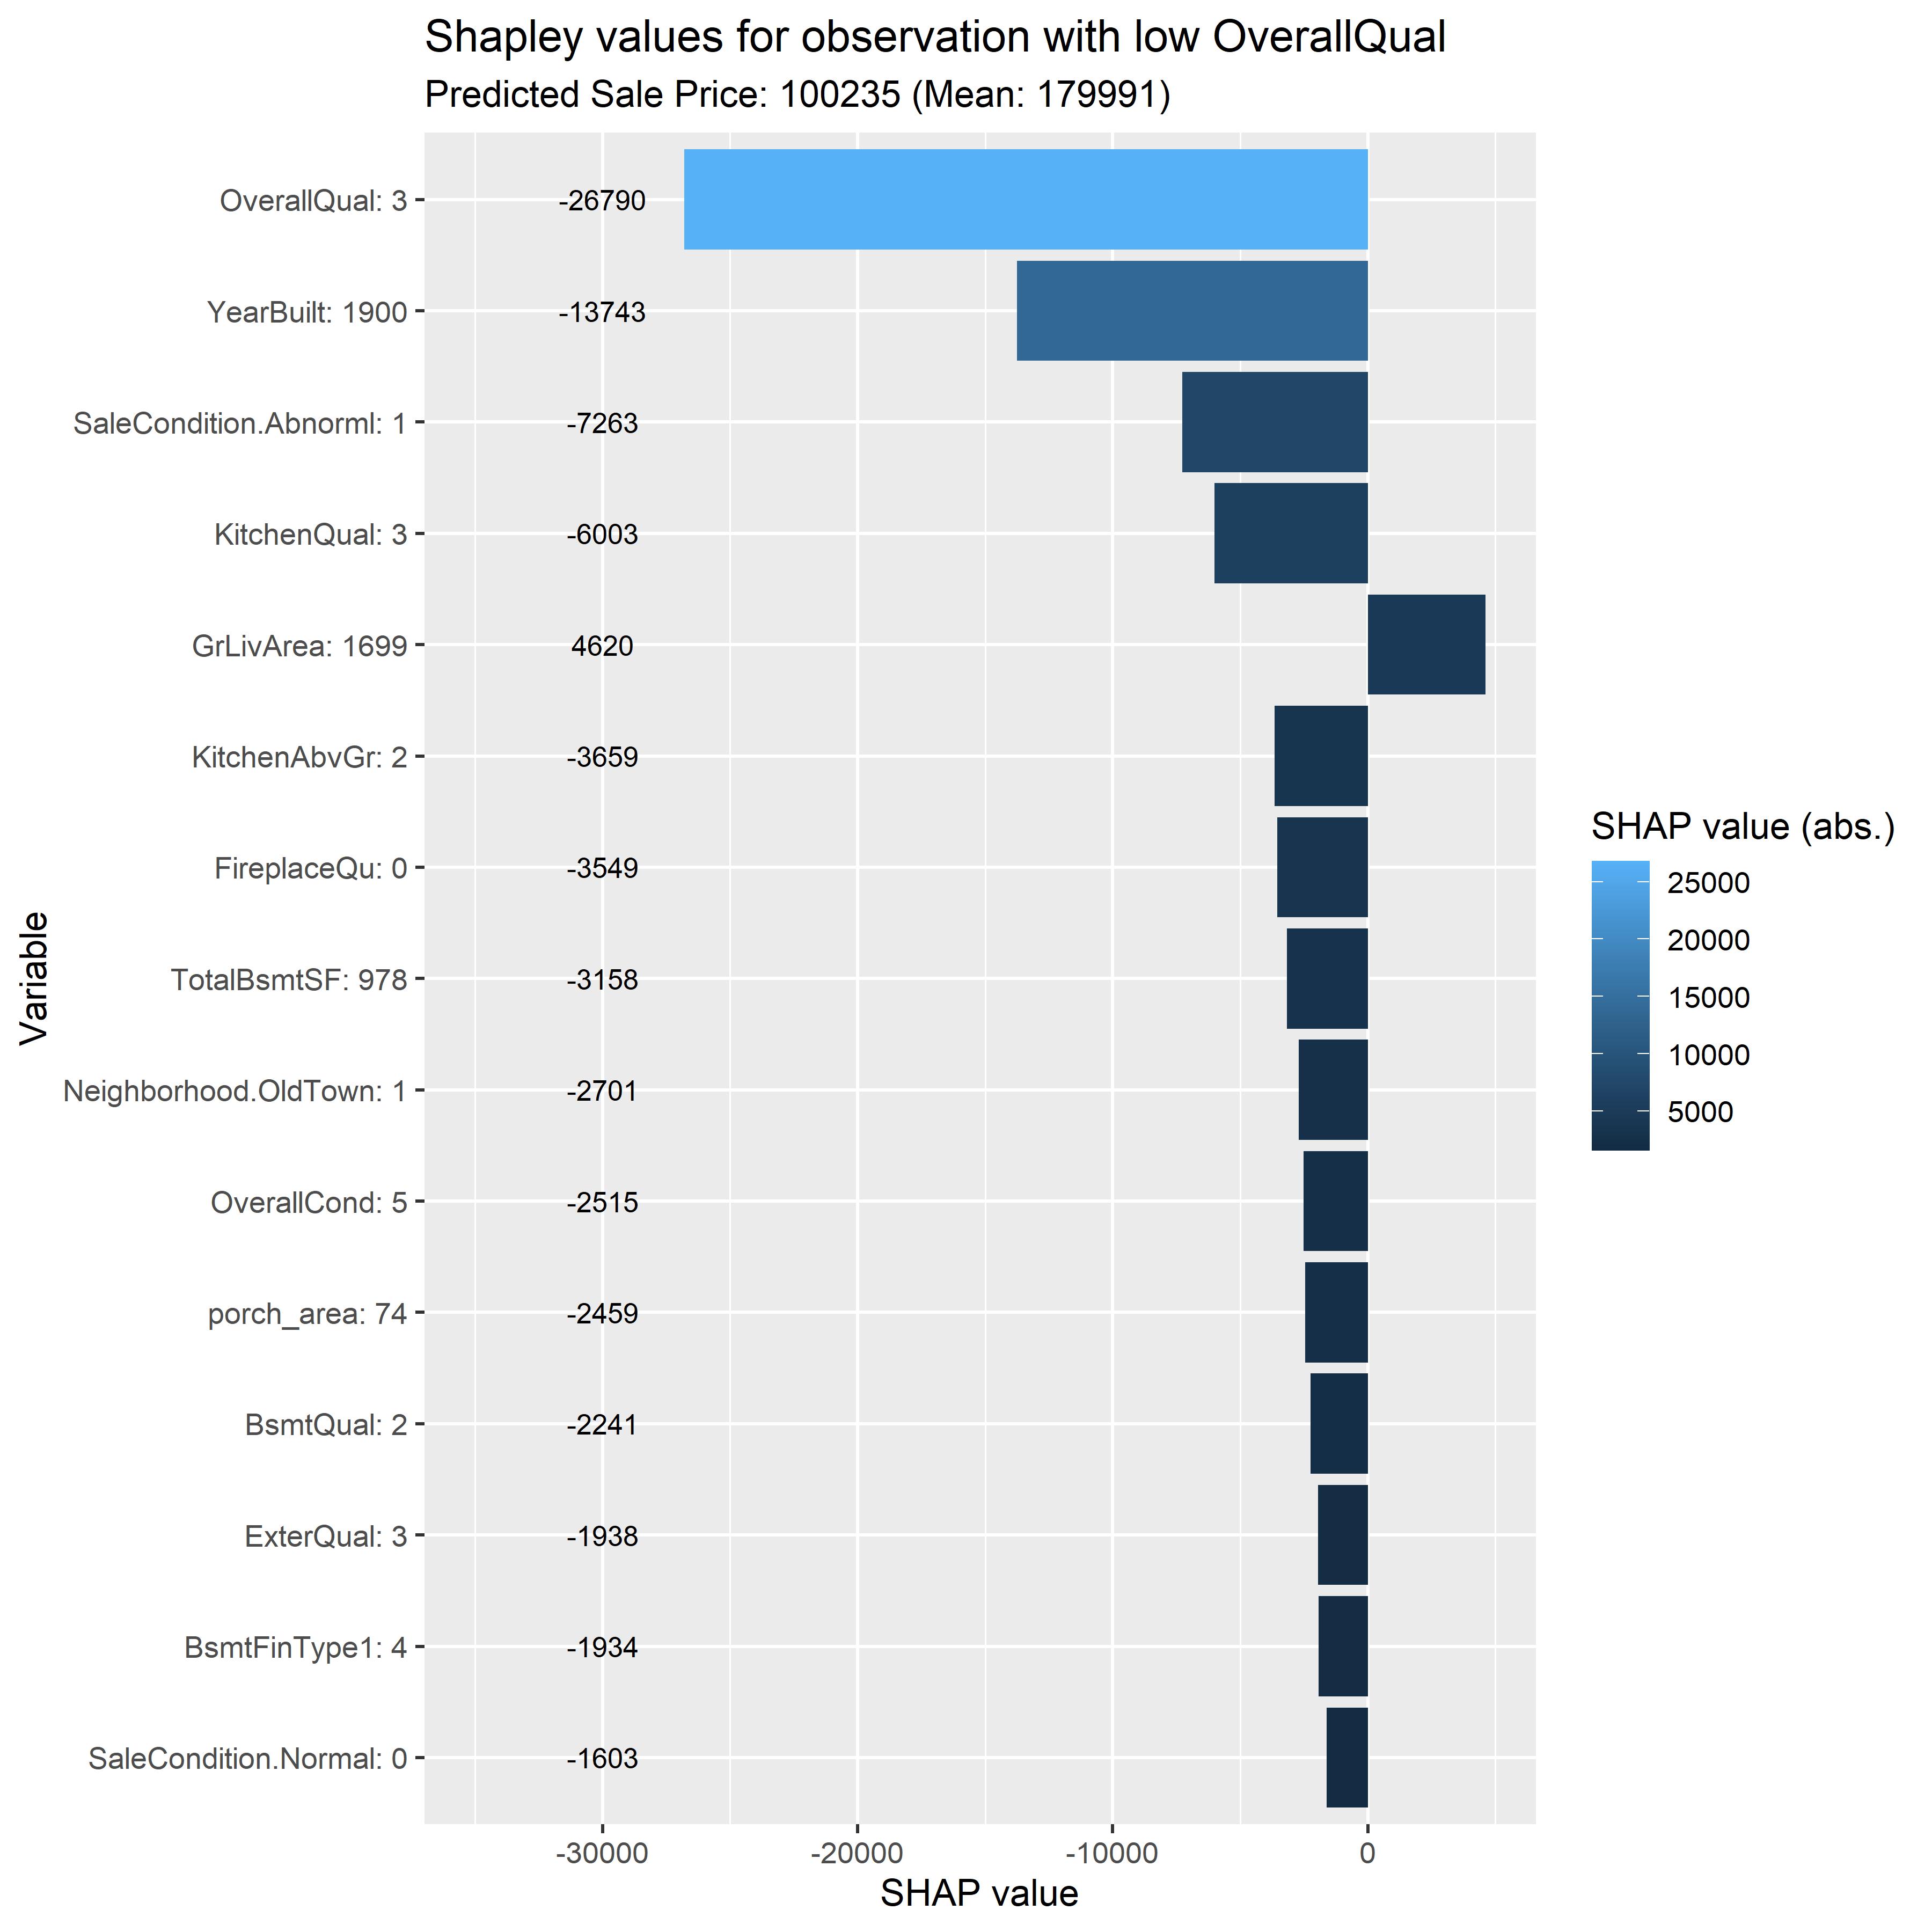 Shapley values for observation with low OverallQual
Predicted Sale Price: 100235 (Mean: 179991)
OverallQual: 3 -26790
YearBuilt: 1900 -13743
SaleCondition.Abnorml: 1 -7263
KitchenQual: 3 -6003
GrLivArea: 1699 4620
KitchenAbvGr: 2 -3659
FireplaceQu: 0 -3549
TotalBsmtSF: 978 -3158
Neighborhood.OldTown: 1 -2701
OverallCond: 5 -2515
porch_area: 74 -2459
BsmtQual: 2 -2241
ExterQual: 3 -1938
BsmtFinType1: 4 -1934
SaleCondition.Normal: 0 -1603
Variable
-30000 -20000 -10000 0
SHAP value
SHAP value (abs.)
25000
20000
15000
10000
5000